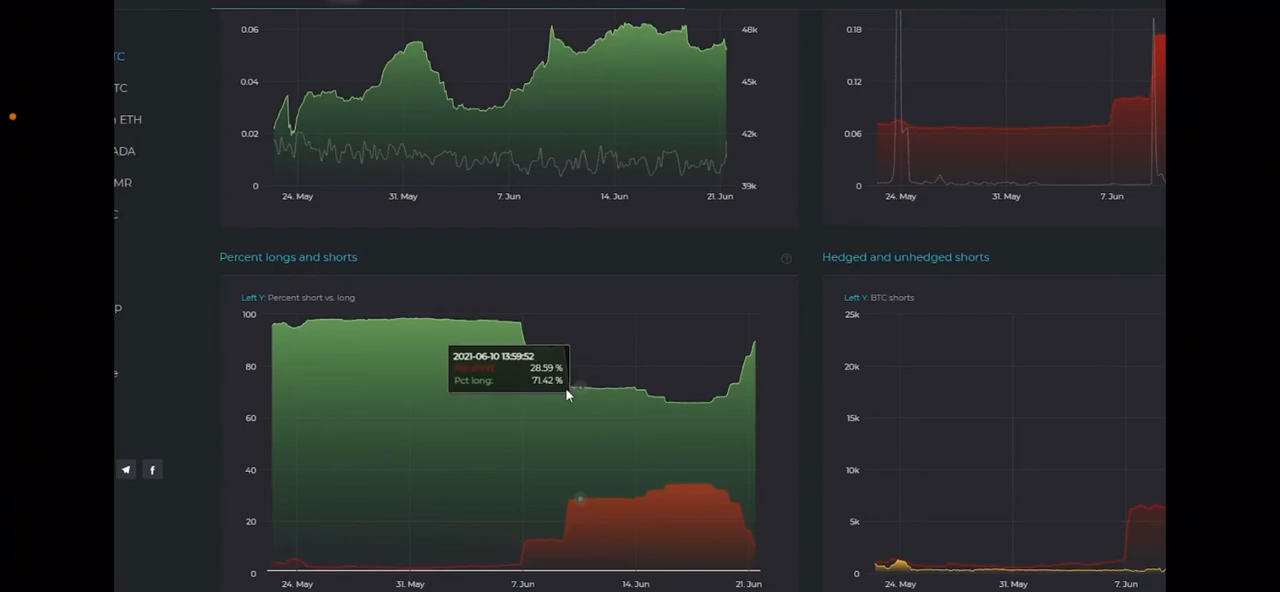 TC
TC
ETH
ADA
MR
C
P
e
0.06
0.04
0.02
0
48k
45k
42k
39k
24. May
31. May
7. Jun
14. Jun
21. Jun
0.18
0.12
0.06
0
24. May
31. May
7. Jun
Percent longs and shorts
?
Left Y: Percent short vs. long
100
80
60
40
20
0
2021-06-10 13:59:52
Pct short: 28.59 %
Pct long: 71.42 %
24. May
31. May
7. Jun
14. Jun
21. Jun
Hedged and unhedged shorts
Left Y: BTC shorts
25k
20k
15k
10k
5k
0
24. May
31. May
7. Jun